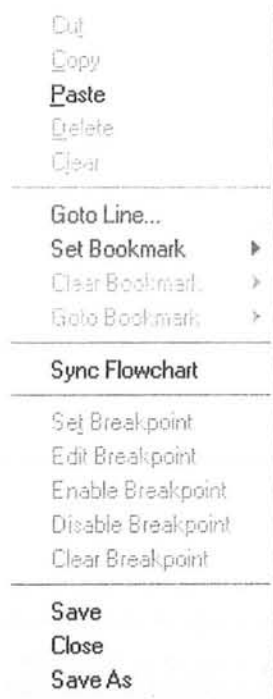 Cut
Copy
Paste
Delete
Clear
Goto Line...
Set Bookmark
Clear Bookmark
Goto Bookmark
Sync Flowchart
Set Breakpoint
Edit Breakpoint
Enable Breakpoint
Disable Breakpoint
Clear Breakpoint
Save
Close
Save As